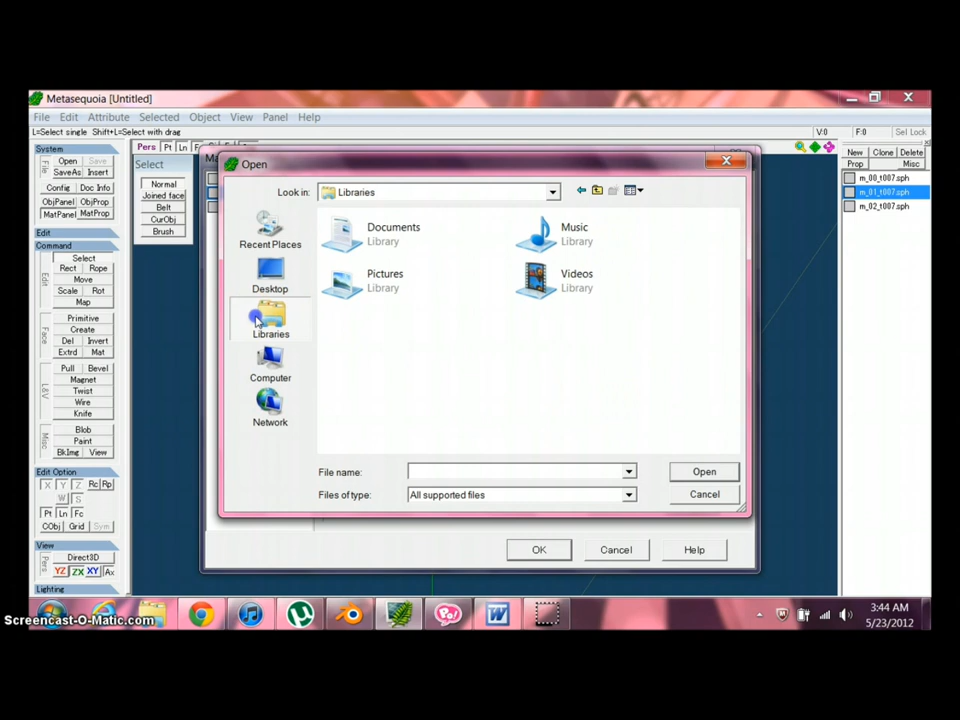 Metasequoia [Untitled]
File Edit Attribute Selected Object View Panel Help
L=Select single Shift+L=Select with drag V:0 F:0 Sel Lock
System
File
Open Save
SaveAs Insert
Config Doc Info
ObjPanel ObjProp
MatPanel MatProp
Edit
Command
Edit
Select
Rect Rope
Move
Scale Rot
Map
Face
Primitive
Create
Del Invert
Extrd Mat
L&V
Pull Bevel
Magnet
Twist
Wire
Knife
Misc
Blob
Paint
BkImg View
Edit Option
X Y Z Rc Rp
W S
Pt Ln Fc
CObj Grid Sym
View
Pers
Direct3D
YZ ZX XY Ax
Lighting
Pers Pt Ln
Select
Normal
Joined face
Belt
CurObj
Brush
Open
Look in: Libraries
Recent Places
Desktop
Libraries
Computer
Network
Documents
Library
Music
Library
Pictures
Library
Videos
Library
File name: Open
Files of type: All supported files Cancel
OK Cancel Help
New Clone Delete
Prop Misc
m_00_t007.sph
m_01_t007.sph
m_02_t007.sph
Screencast-O-Matic.com
3:44 AM
5/23/2012